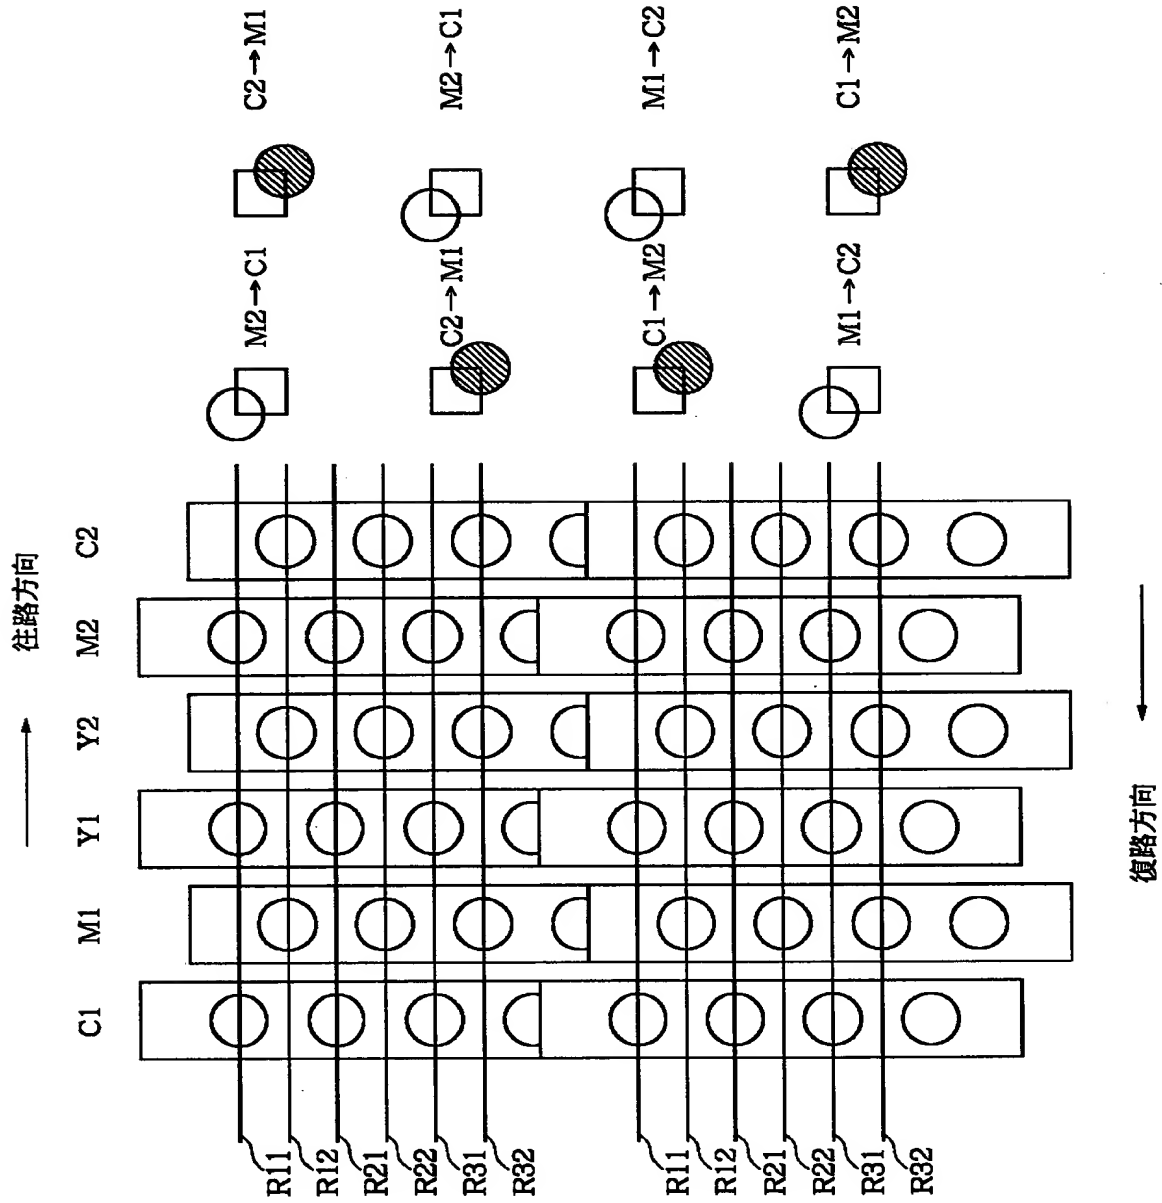 往路方向
C1 M1 Y1 Y2 M2 C2
R11
R12
R21
R22
R31
R32
R11
R12
R21
R22
R31
R32
M2→C1
C2→M1
C2→M1
M2→C1
C1→M2
M1→C2
M1→C2
C1→M2
復路方向